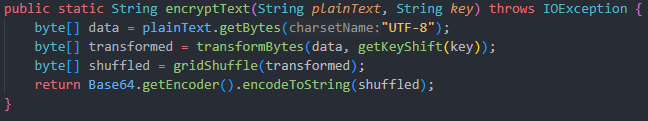 public static String encryptText(String plainText, String key) throws IOException {
    byte[] data = plainText.getBytes(charsetName:"UTF-8");
    byte[] transformed = transformBytes(data, getKeyShift(key));
    byte[] shuffled = gridShuffle(transformed);
    return Base64.getEncoder().encodeToString(shuffled);
}